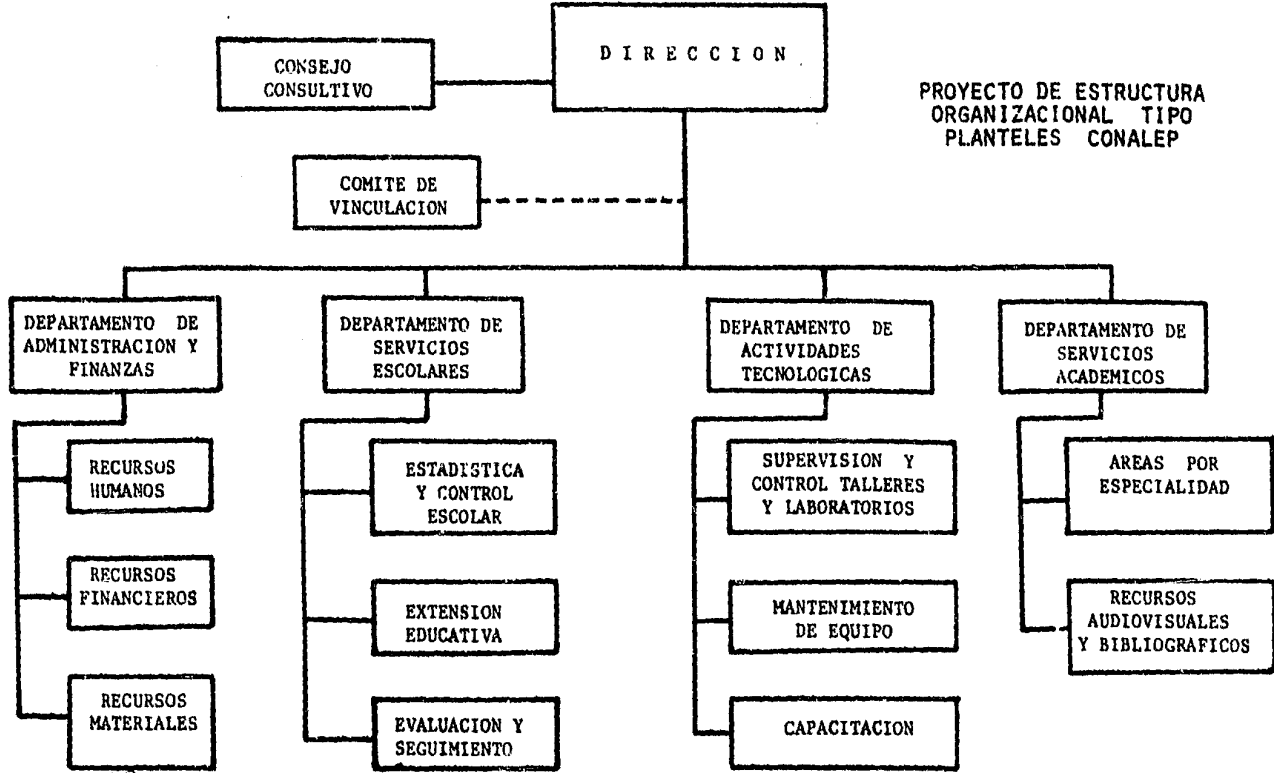 D I R E C C I O N
CONSEJO
CONSULTIVO
PROYECTO DE ESTRUCTURA
ORGANIZACIONAL TIPO
PLANTELES CONALEP
COMITE DE
VINCULACION
DEPARTAMENTO DE
ADMINISTRACION Y
FINANZAS
DEPARTAMENTO DE
SERVICIOS
ESCOLARES
DEPARTAMENTO DE
ACTIVIDADES
TECNOLOGICAS
DEPARTAMENTO DE
SERVICIOS
ACADEMICOS
RECURSOS
HUMANOS
RECURSOS
FINANCIEROS
RECURSOS
MATERIALES
ESTADISTICA
Y CONTROL
ESCOLAR
EXTENSION
EDUCATIVA
EVALUACION Y
SEGUIMIENTO
SUPERVISION Y
CONTROL TALLERES
Y LABORATORIOS
MANTENIMIENTO
DE EQUIPO
CAPACITACION
AREAS POR
ESPECIALIDAD
RECURSOS
AUDIOVISUALES
Y BIBLIOGRAFICOS